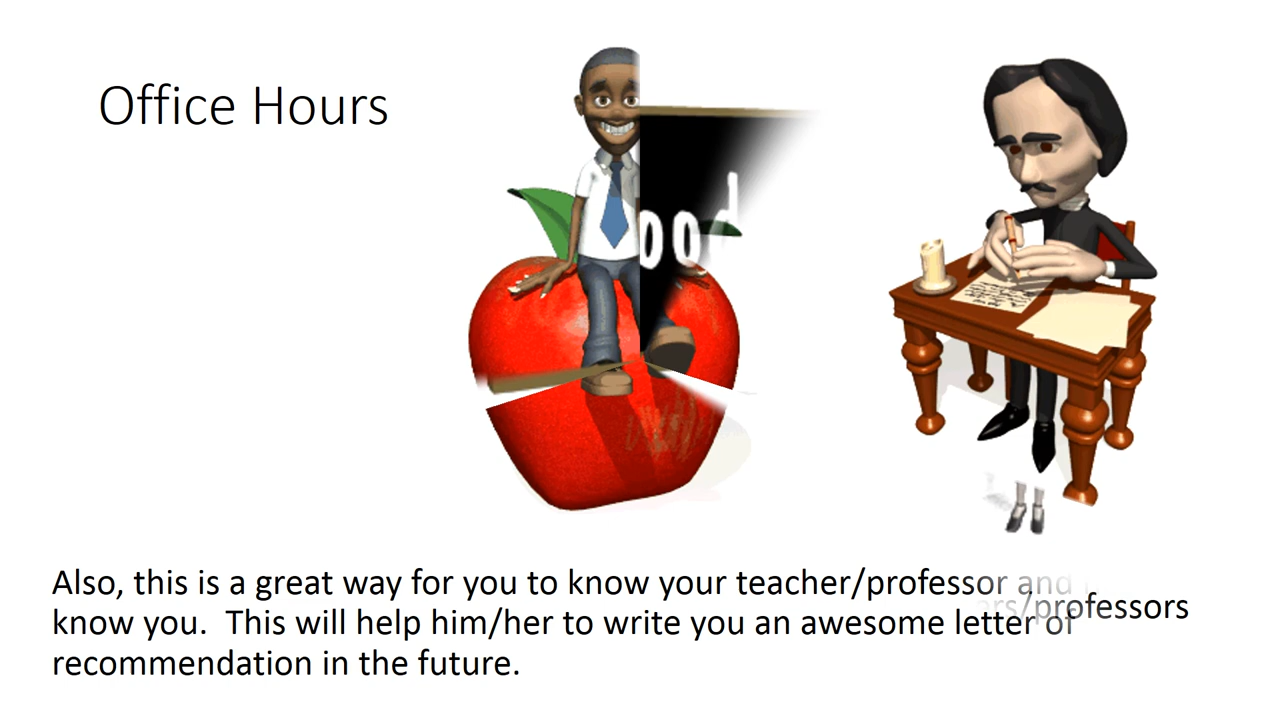 Office Hours
ood
Also, this is a great way for you to know your teacher/professor and
/professors
know you.  This will help him/her to write you an awesome letter of
recommendation in the future.